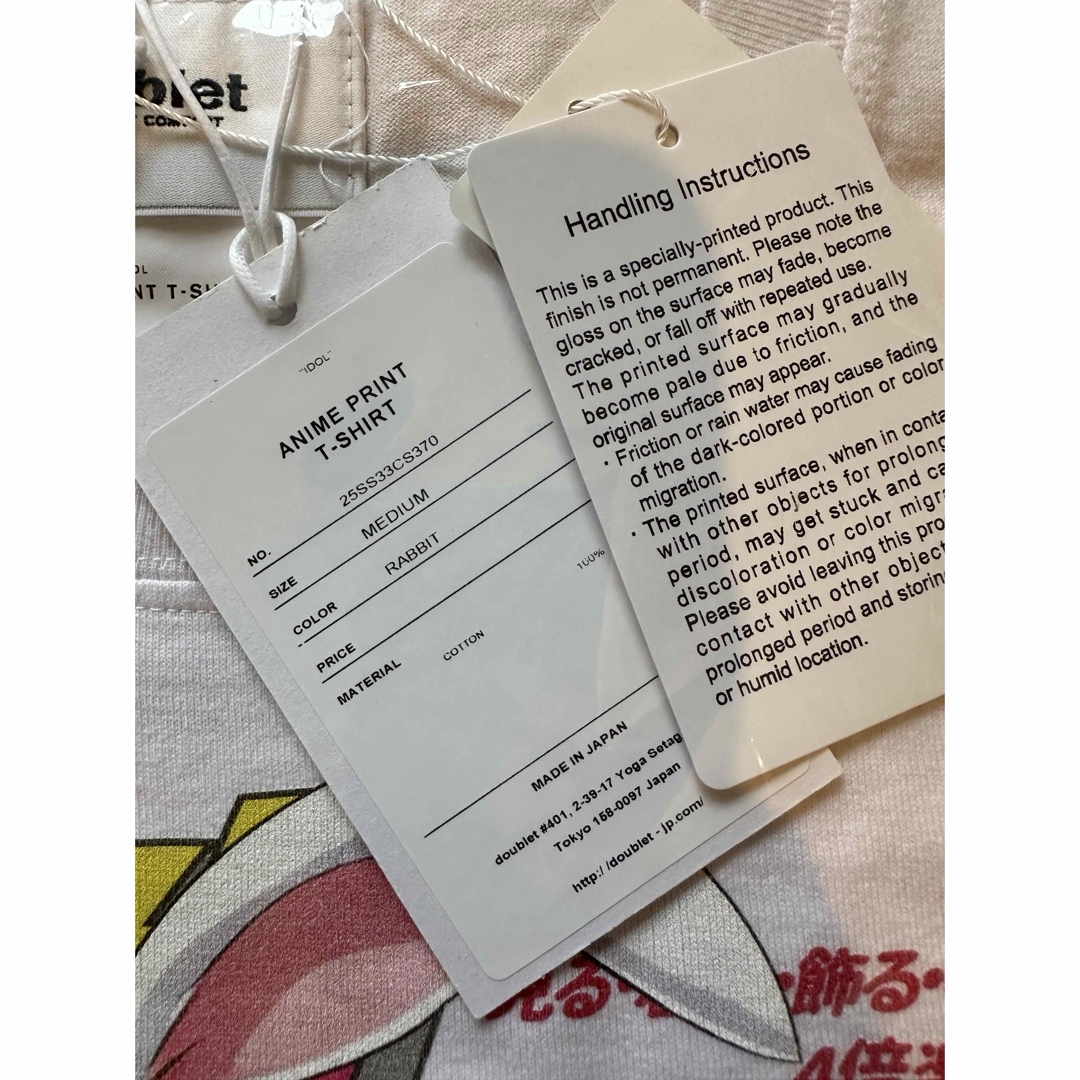 blet
"IDOL"
ANIME PRINT
T-SHIRT
NO. 25SS33CS370
SIZE MEDIUM
COLOR RABBIT
PRICE
MATERIAL COTTON 100%
MADE IN JAPAN
doublet #401, 2-39-17 Yoga Setag
Tokyo 158-0097 Japan
http://doublet-jp.com/
Handling Instructions
This is a specially-printed product. This
finish is not permanent. Please note the
gloss on the surface may fade, become
cracked, or fall off with repeated use.
The printed surface may gradually
become pale due to friction, and the
original surface may appear.
・Friction or rain water may cause fading
of the dark-colored portion or color
migration.
・The printed surface, when in conta
with other objects for prolong
period, may get stuck and ca
discoloration or color migra
Please avoid leaving this pro
contact with other object
prolonged period and storing
or humid location.
OL
NT T-SH
・飾る・
4倍